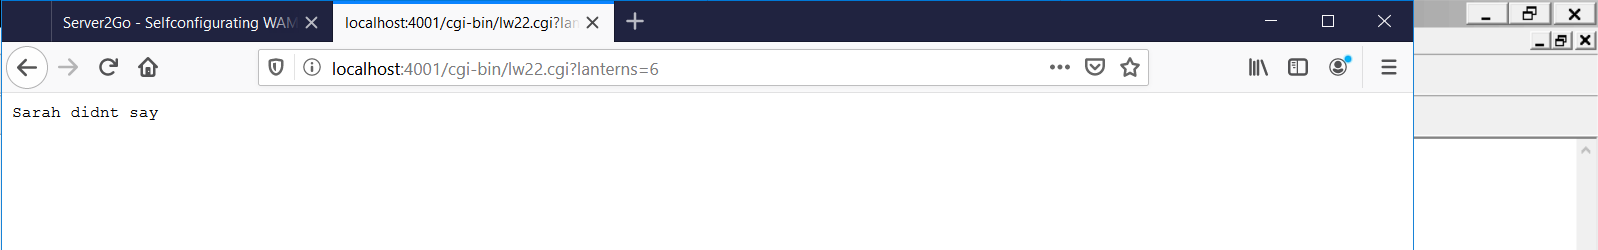 Server2Go - Selfconfigurating WAM
localhost:4001/cgi-bin/lw22.cgi?lan
localhost:4001/cgi-bin/lw22.cgi?lanterns=6
Sarah didnt say